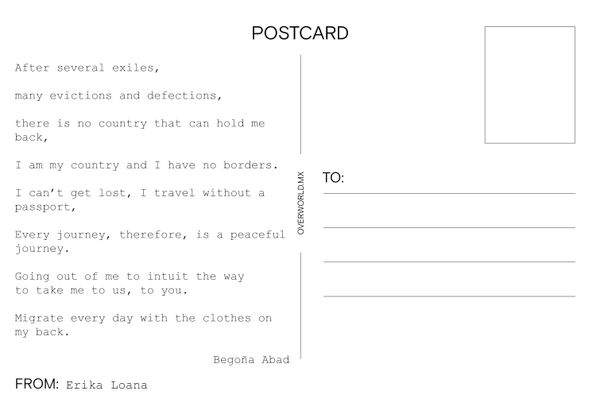 POSTCARD
After several exiles,
many evictions and defections,
there is no country that can hold me
back,
I am my country and I have no borders.
I can't get lost, I travel without a
passport,
Every journey, therefore, is a peaceful
journey.
Going out of me to intuit the way
to take me to us, to you.
Migrate every day with the clothes on
my back.
Begoña Abad
FROM: Erika Loana
OVERWORLD.MX
TO: